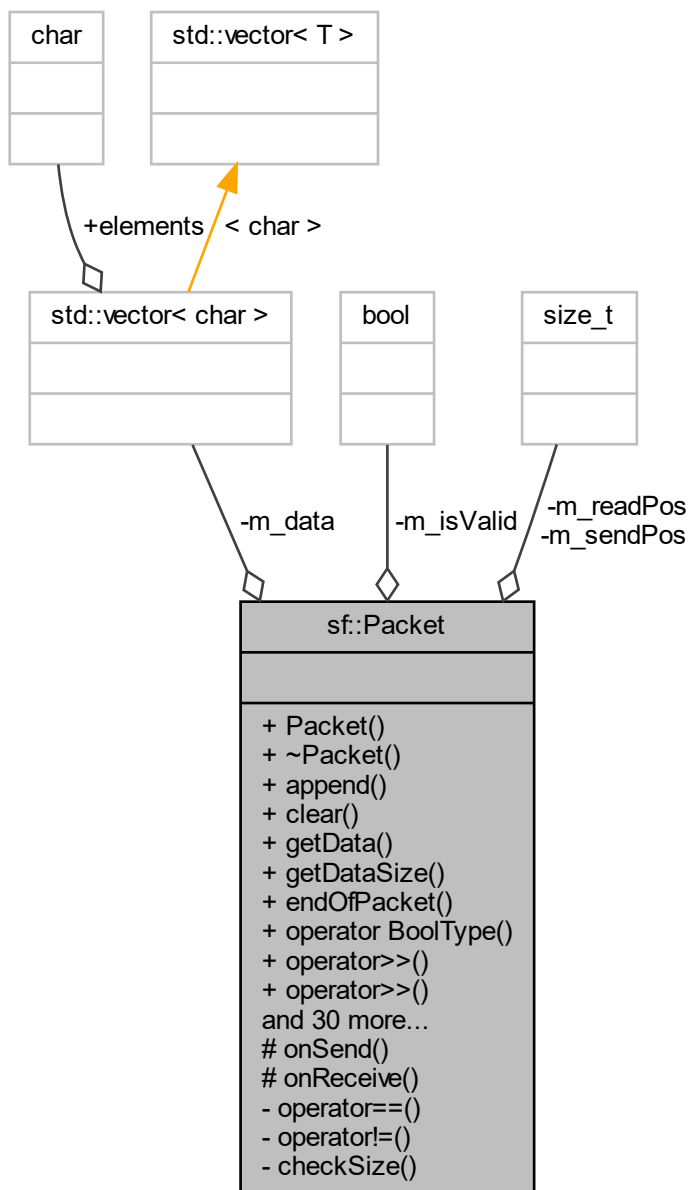 char
std::vector< T >
+elements
< char >
std::vector< char >
bool
size_t
-m_data
-m_isValid
-m_readPos
-m_sendPos
sf::Packet
+ Packet()
+ ~Packet()
+ append()
+ clear()
+ getData()
+ getDataSize()
+ endOfPacket()
+ operator BoolType()
+ operator>>()
+ operator>>()
and 30 more...
# onSend()
# onReceive()
- operator==()
- operator!=()
- checkSize()